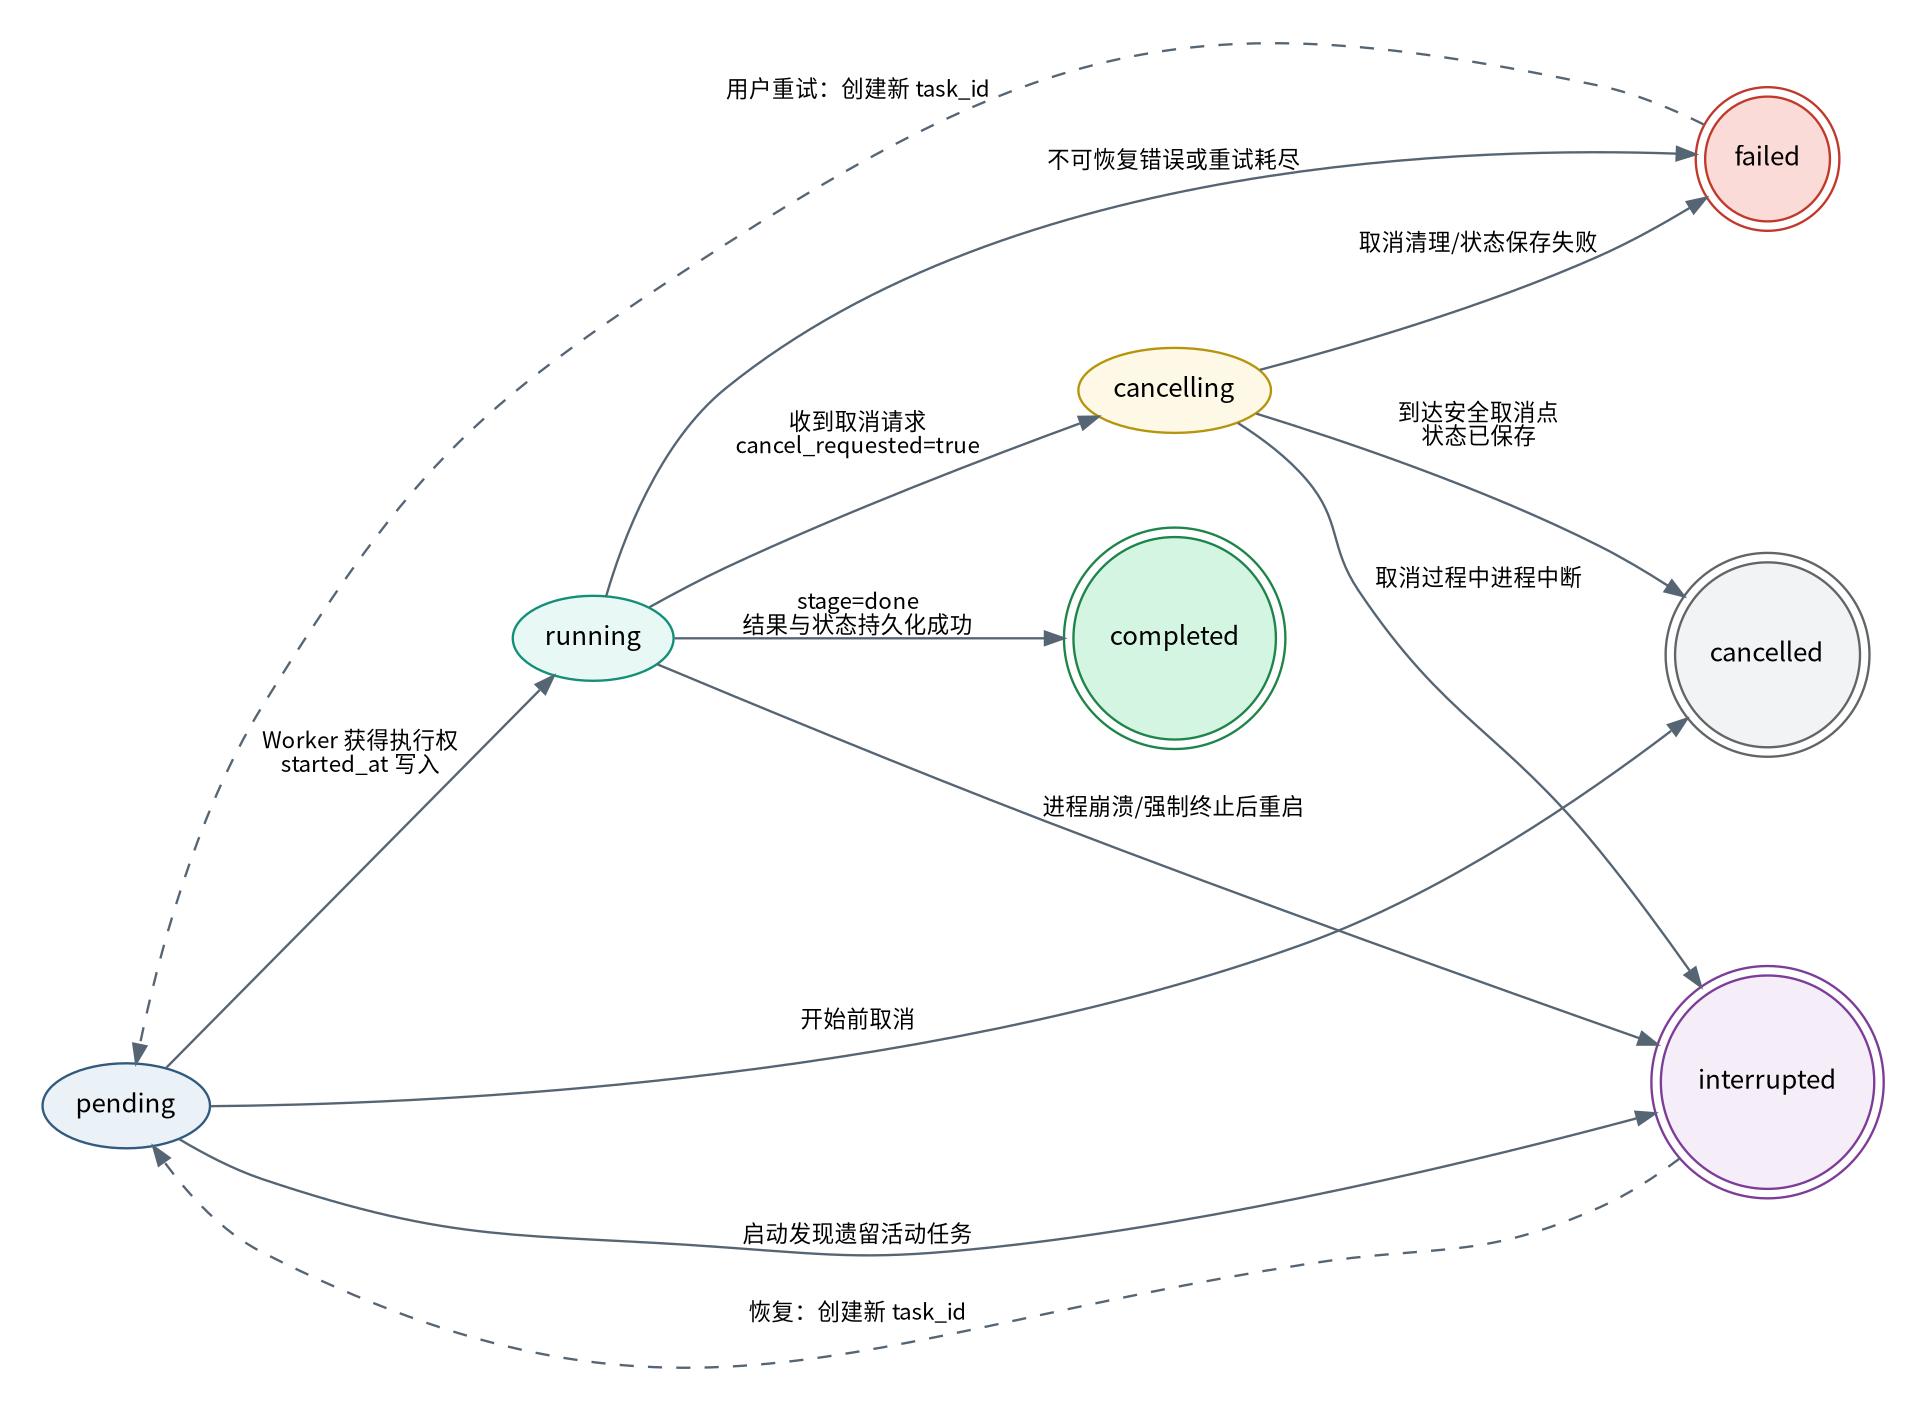 用户重试：创建新 task_id
failed
不可恢复错误或重试耗尽
取消清理/状态保存失败
cancelling
收到取消请求
cancel_requested=true
到达安全取消点
状态已保存
取消过程中进程中断
stage=done
结果与状态持久化成功
running
completed
cancelled
Worker 获得执行权
started_at 写入
进程崩溃/强制终止后重启
开始前取消
interrupted
pending
启动发现遗留活动任务
恢复：创建新 task_id